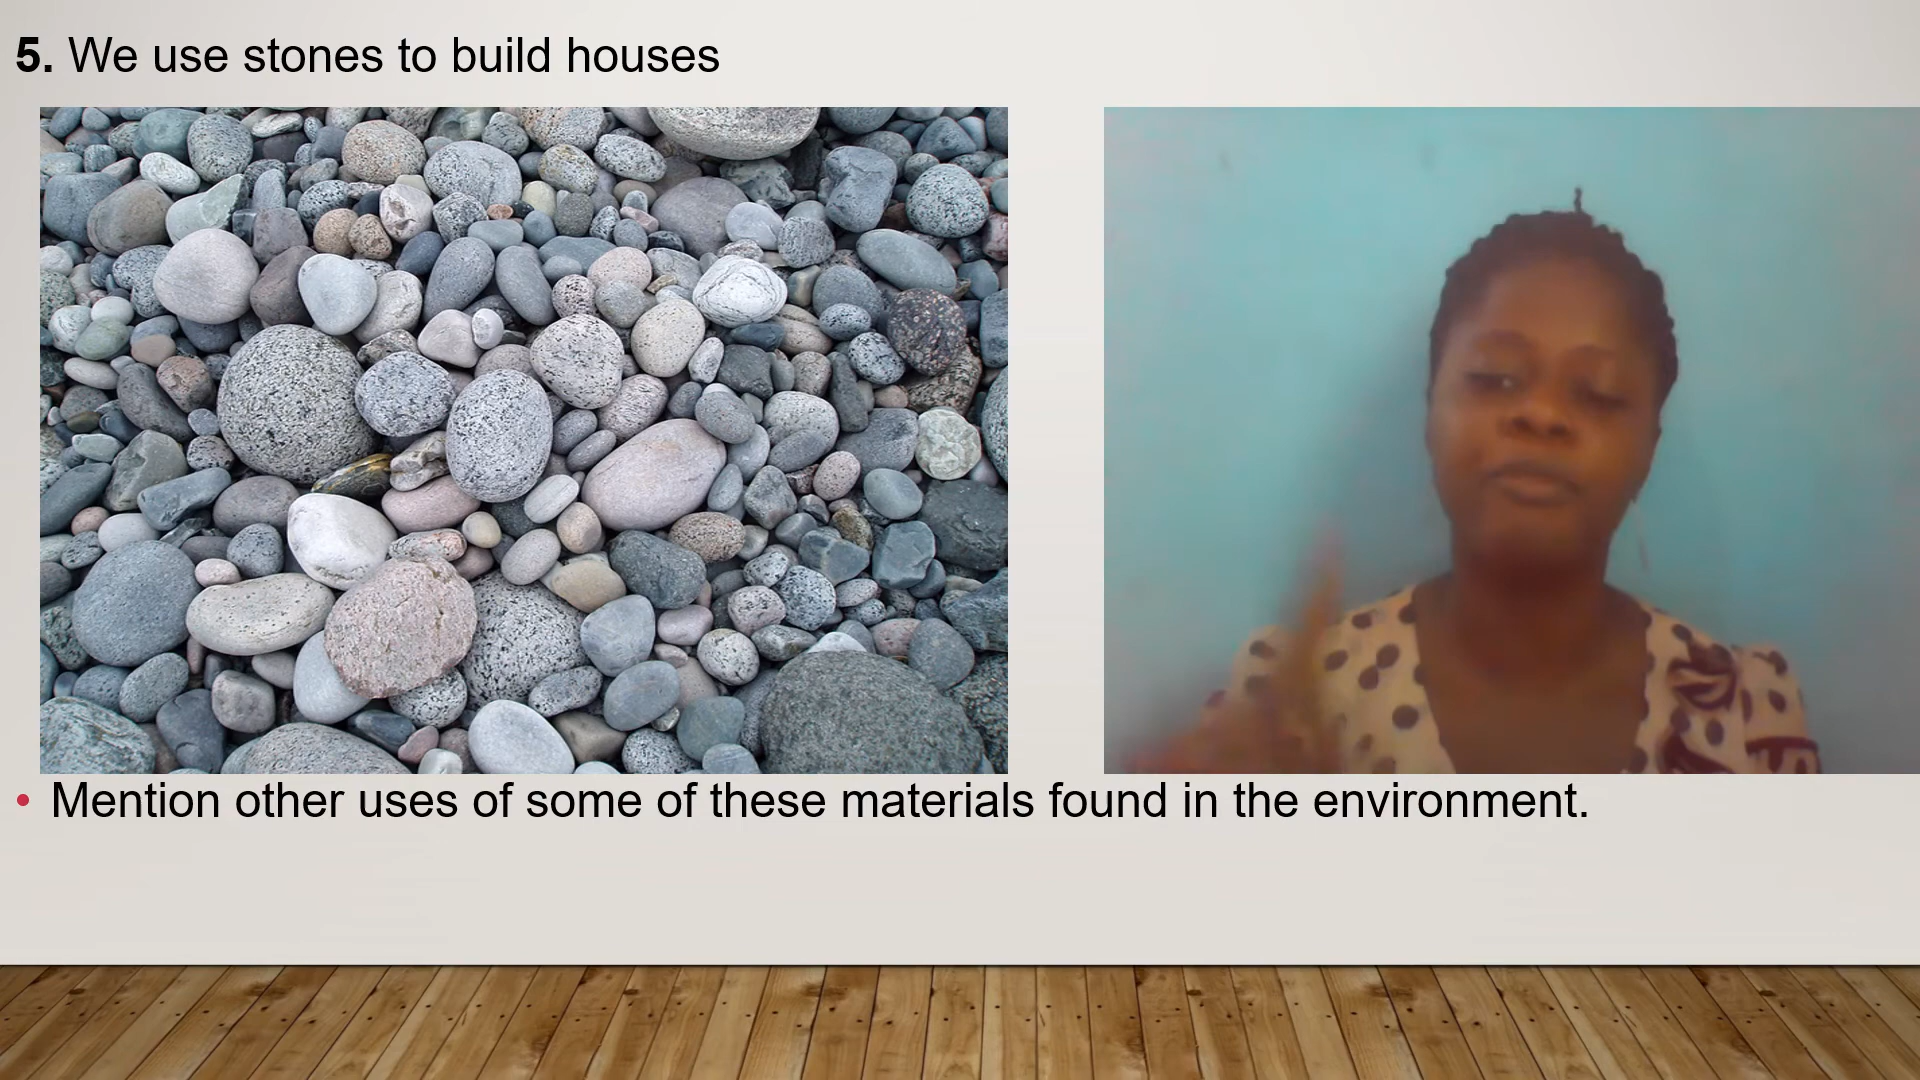 5. We use stones to build houses
• Mention other uses of some of these materials found in the environment.